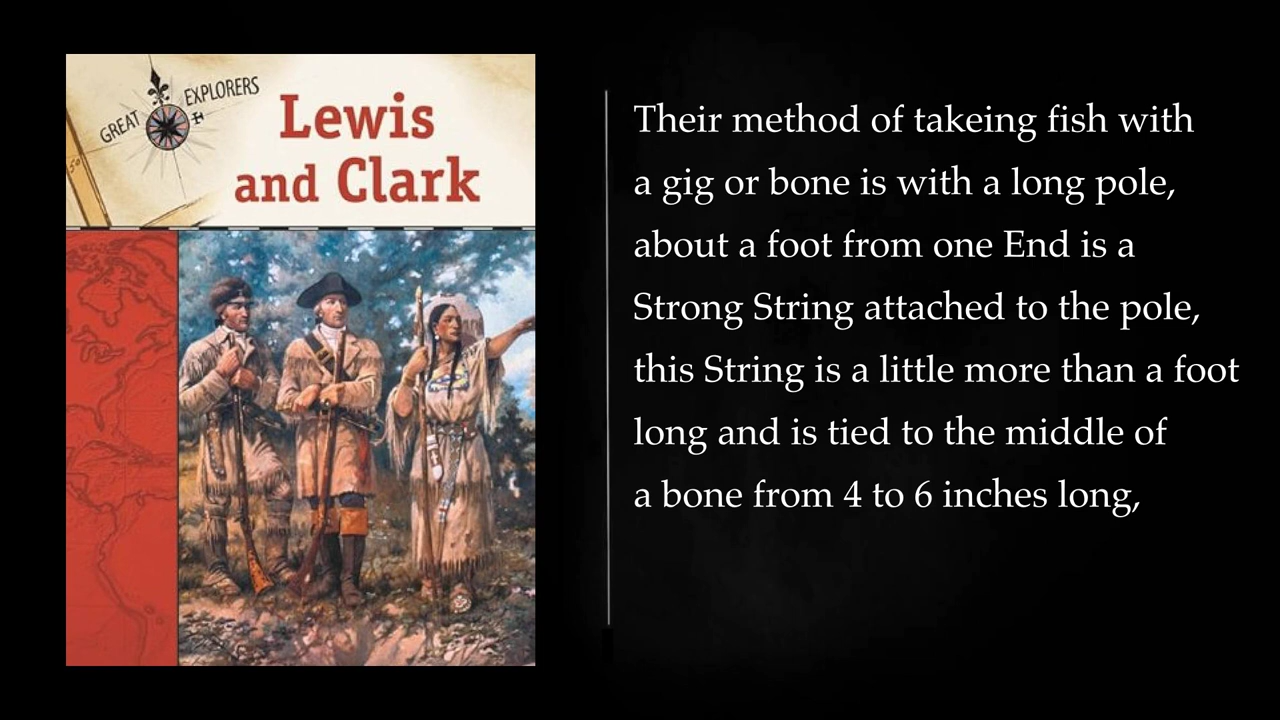 GREAT EXPLORERS
Lewis
and Clark
50
Their method of takeing fish with
a gig or bone is with a long pole,
about a foot from one End is a
Strong String attached to the pole,
this String is a little more than a foot
long and is tied to the middle of
a bone from 4 to 6 inches long,